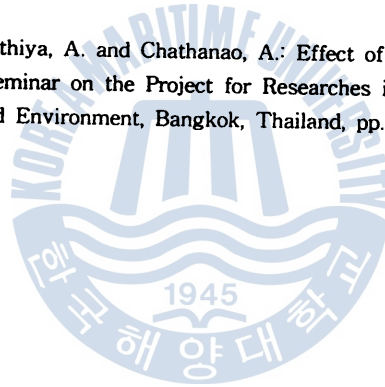 thiya, A. and Chathanao, A.: Effect of
eminar on the Project for Researches i
d Environment, Bangkok, Thailand, pp.
KOREA MARITIME UNIVERSITY
1945
한국해양대학교